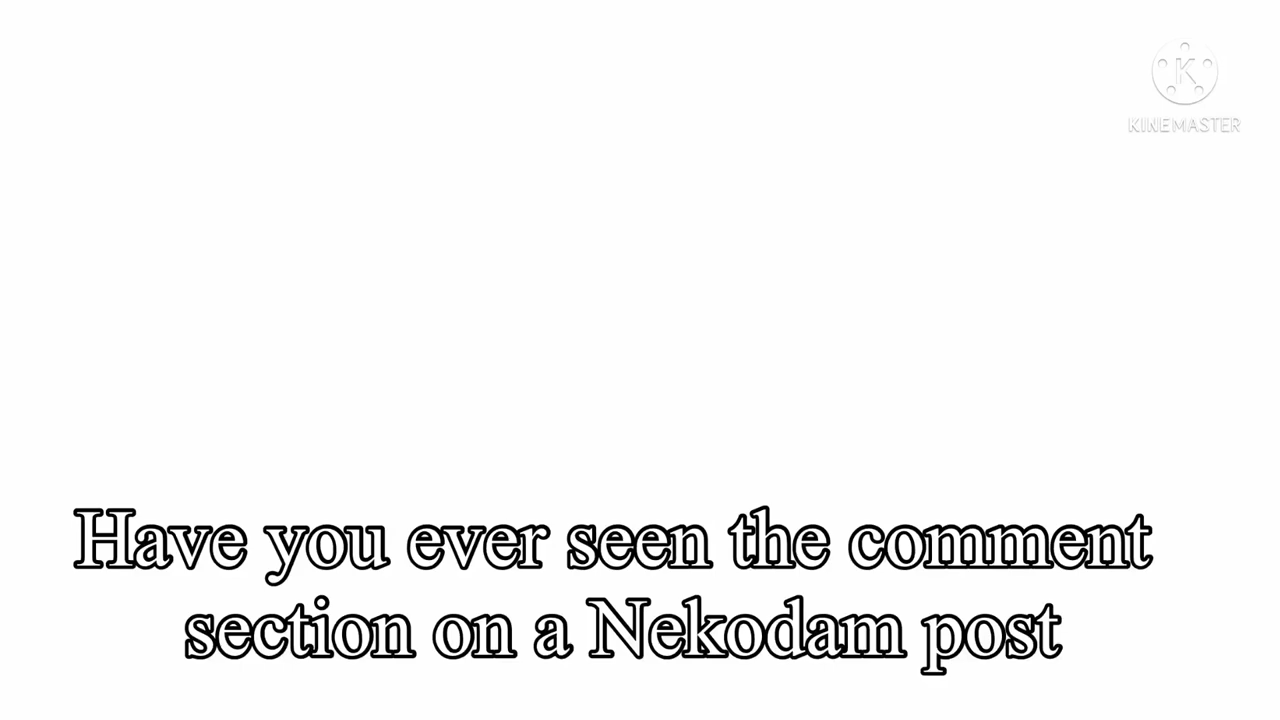 K
KINEMASTER
Have you ever seen the comment
section on a Nekodam post